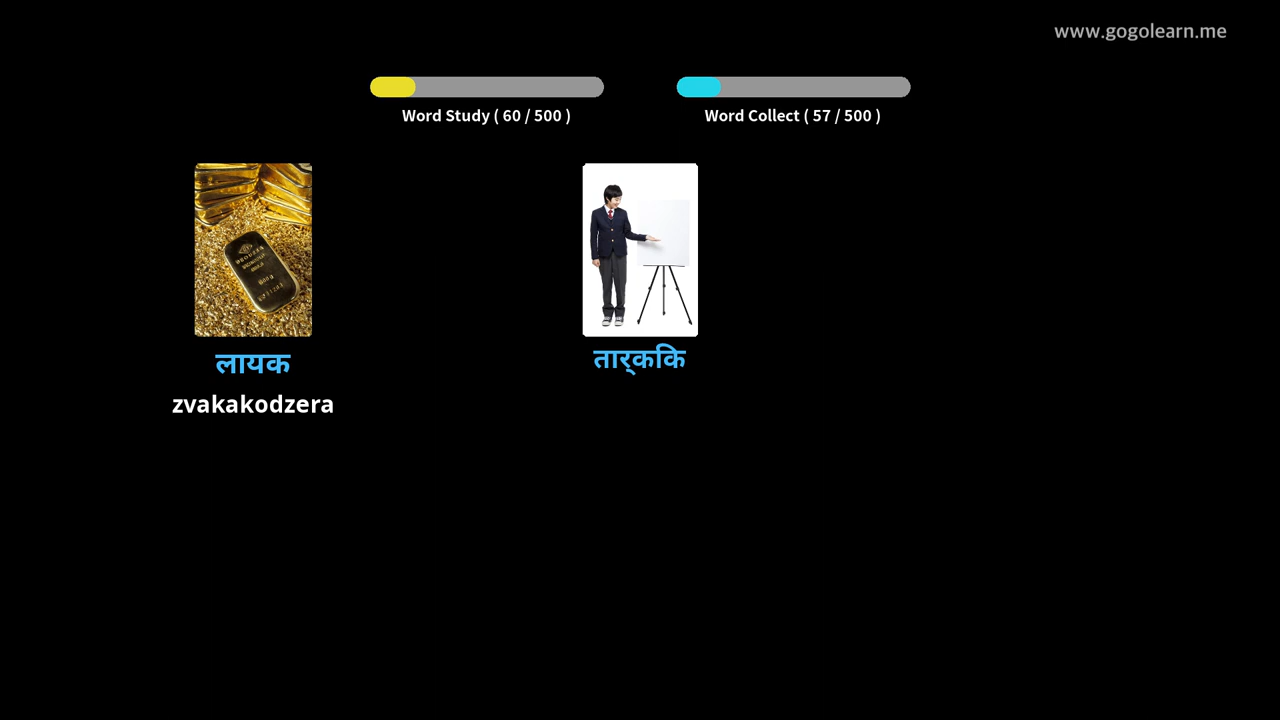 www.gogolearn.me
Word Study ( 60 / 500 )
Word Collect ( 57 / 500 )
लायक
तार्किक
zvakakodzera